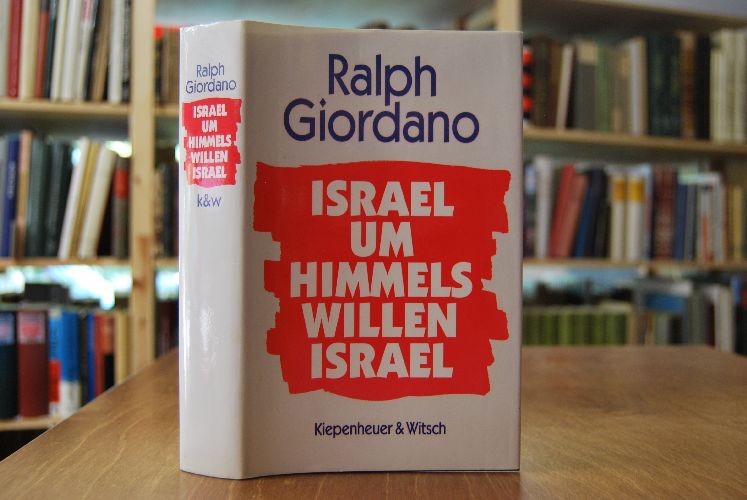 Ralph
Giordano
ISRAEL
UM
HIMMELS
WILLEN
ISRAEL
k&w
Ralph
Giordano
ISRAEL
UM
HIMMELS
WILLEN
ISRAEL
Kiepenheuer & Witsch